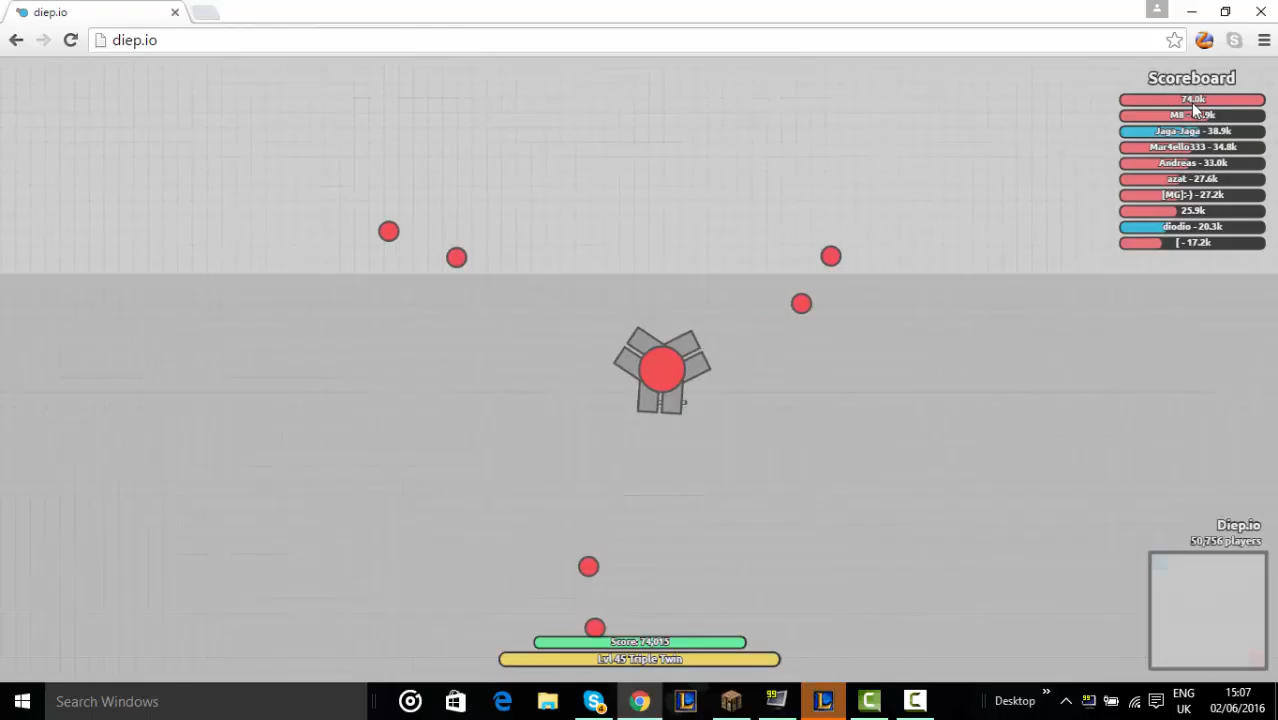 diep.io
diep.io
Scoreboard
74.0k
M8
Jaga-Jaga - 38.9k
Mar4ello333 - 34.8k
Andreas - 33.0k
azat - 27.6k
[MG]:-) - 27.2k
25.9k
diodio - 20.3k
[ - 17.2k
Diep.io
50,756 players
Score: 74,015
Lvl 45 Triple Twin
Search Windows
Desktop
ENG
UK
15:07
02/06/2016